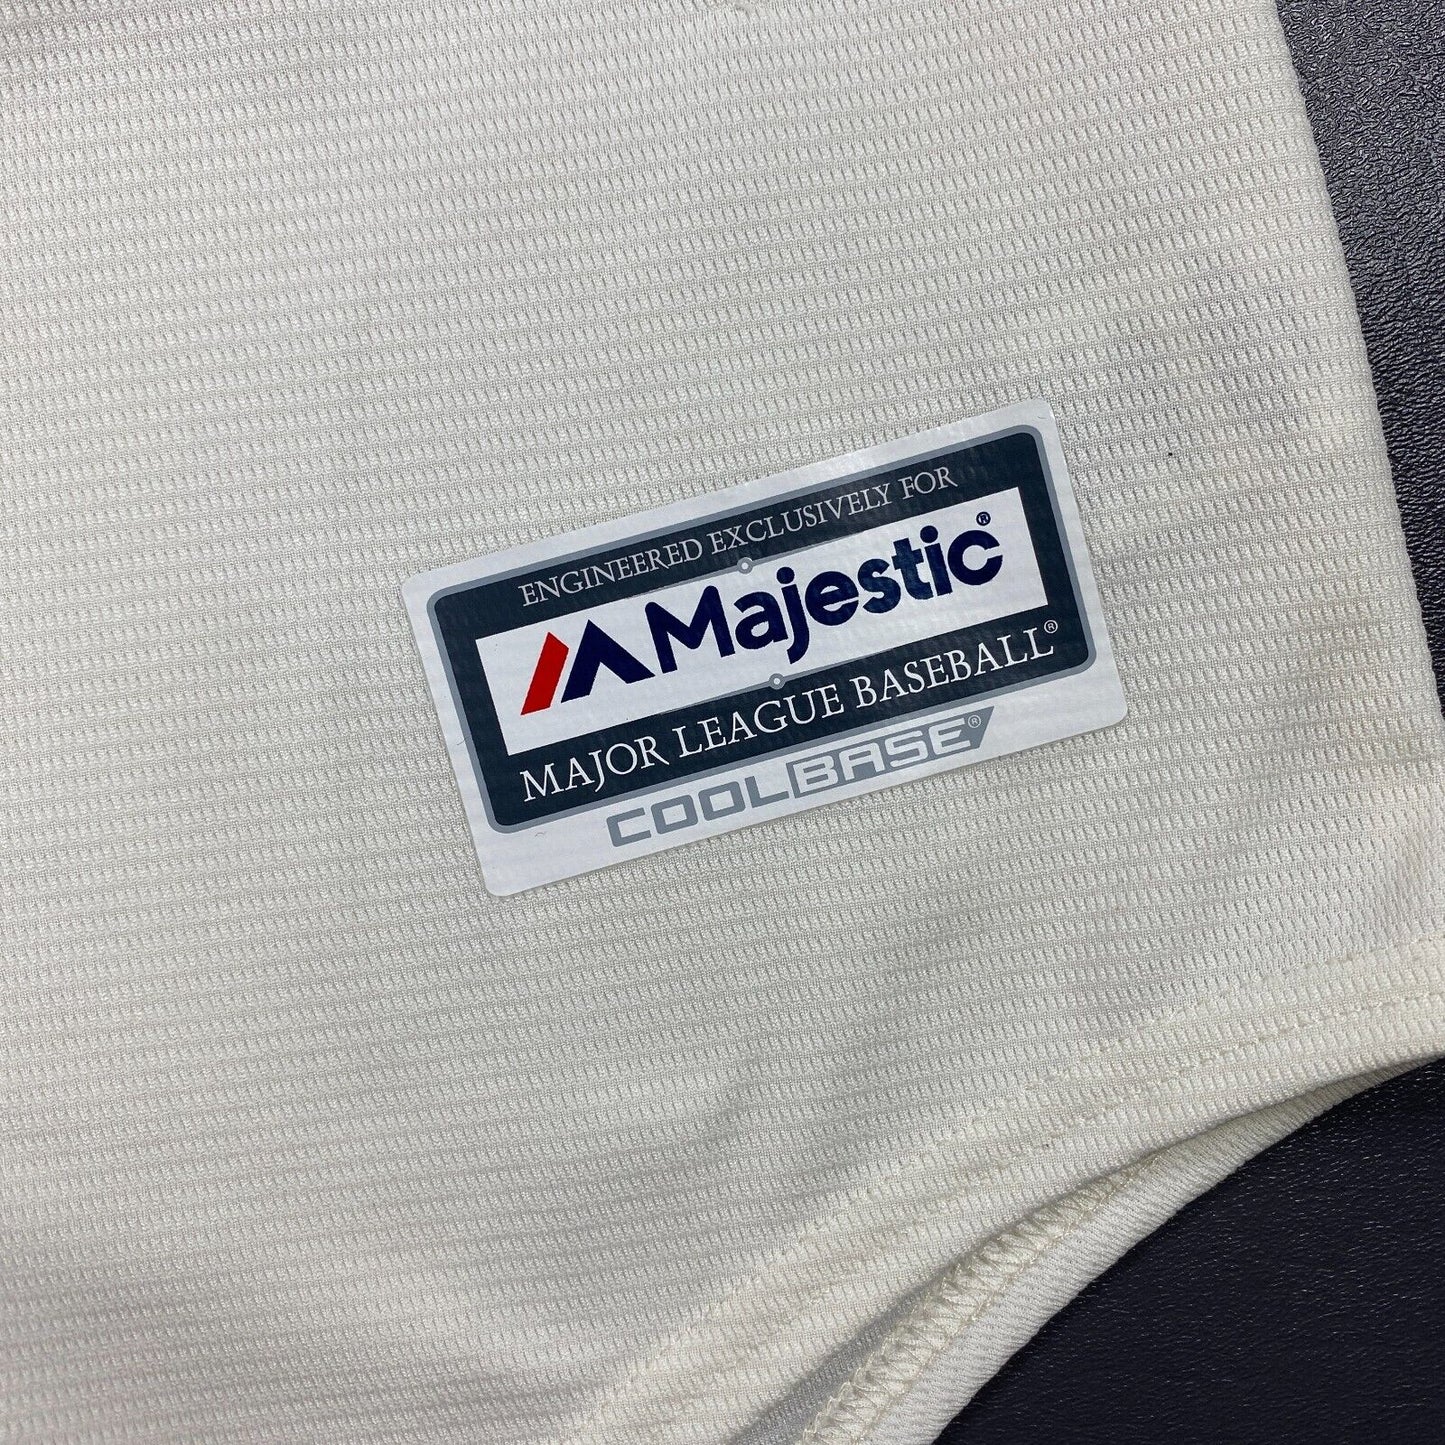 ENGINEERED EXCLUSIVELY FOR
Majestic®
MAJOR LEAGUE BASEBALL®
COOLBASE®